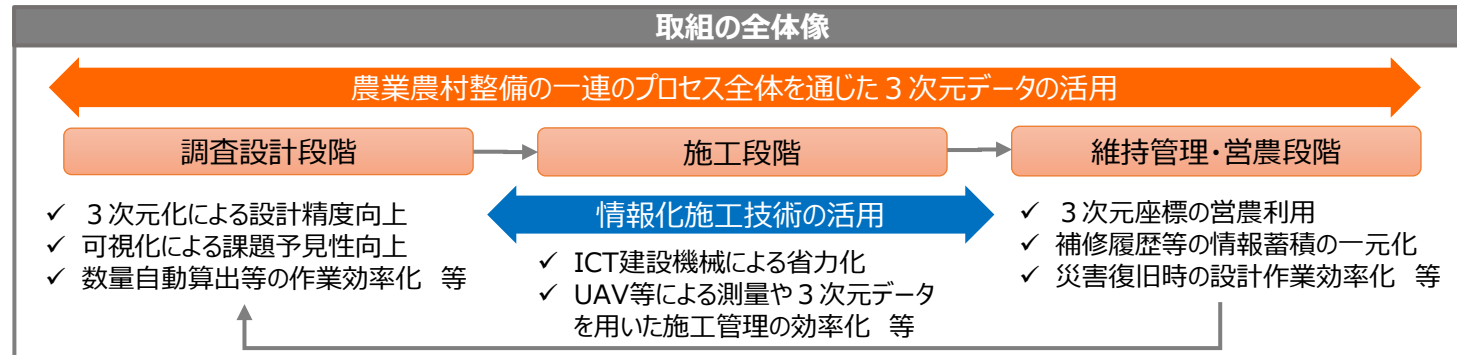 取組の全体像
農業農村整備の一連のプロセス全体を通じた３次元データの活用
調査設計段階
施工段階
維持管理・営農段階
✓ ３次元化による設計精度向上
✓ 可視化による課題予見性向上
✓ 数量自動算出等の作業効率化 等
情報化施工技術の活用
✓ ICT建設機械による省力化
✓ UAV等による測量や３次元データ
を用いた施工管理の効率化 等
✓ ３次元座標の営農利用
✓ 補修履歴等の情報蓄積の一元化
✓ 災害復旧時の設計作業効率化 等